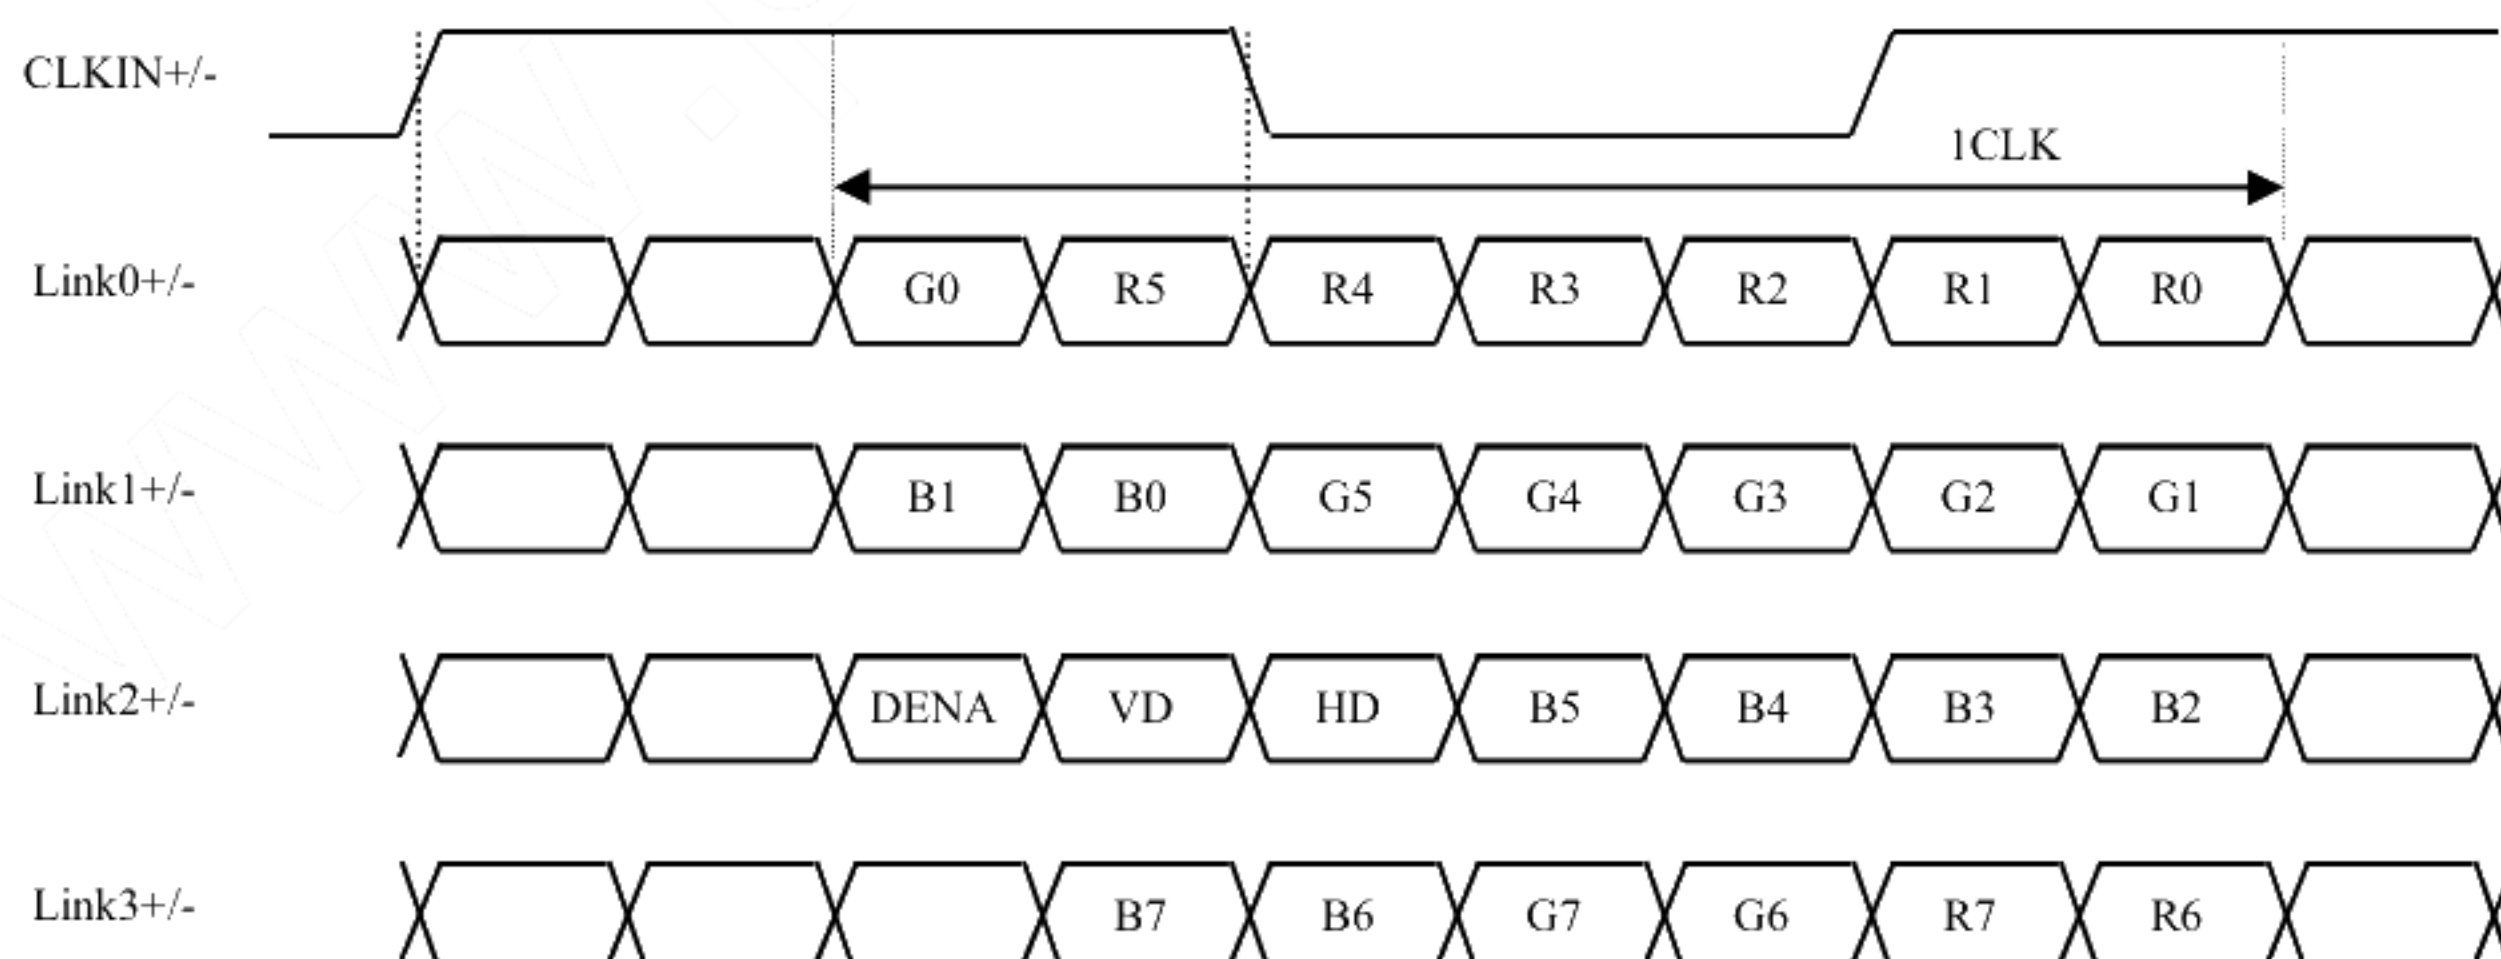 CLKIN+/-
1CLK
Link0+/- G0 R5 R4 R3 R2 R1 R0
Link1+/- B1 B0 G5 G4 G3 G2 G1
Link2+/- DENA VD HD B5 B4 B3 B2
Link3+/- B7 B6 G7 G6 R7 R6